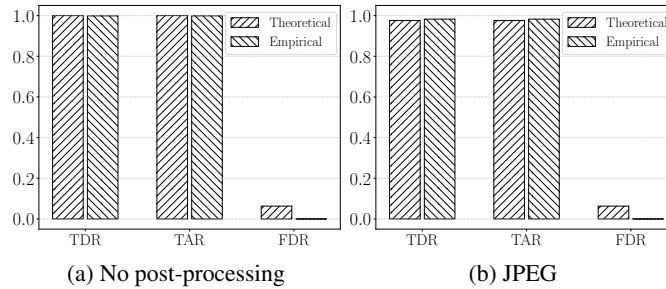 1.0
0.8
0.6
0.4
0.2
0.0
Theoretical
Empirical
TDR TAR FDR
(a) No post-processing
1.0
0.8
0.6
0.4
0.2
0.0
Theoretical
Empirical
TDR TAR FDR
(b) JPEG